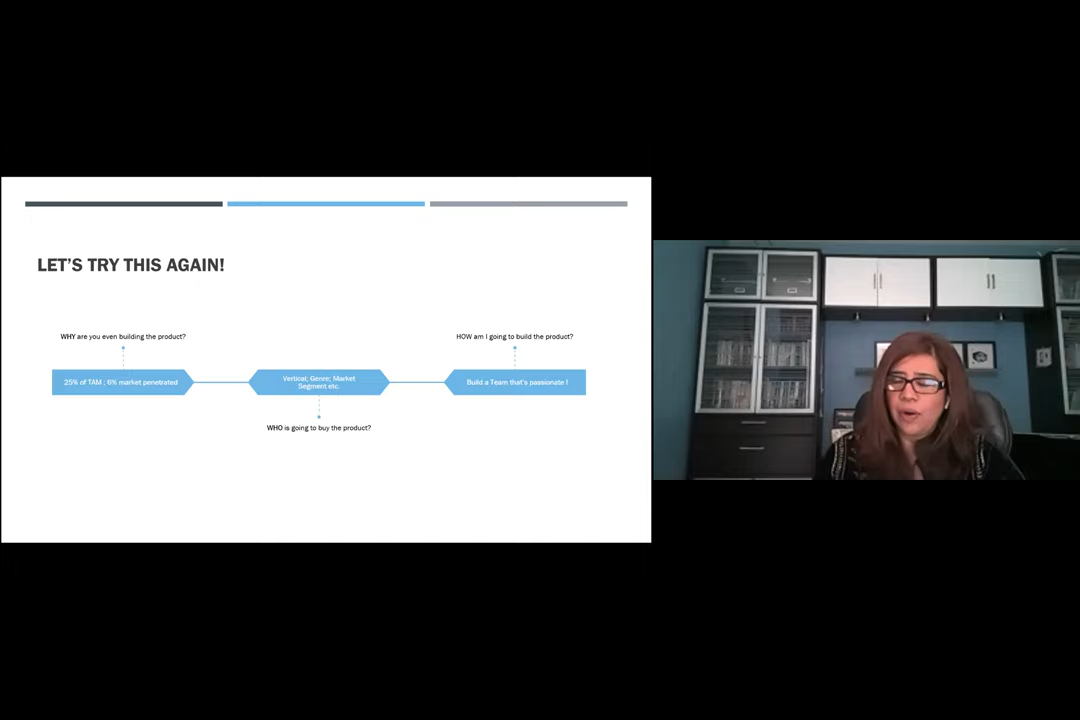 LET'S TRY THIS AGAIN!
WHY are you even building the product?
HOW am I going to build the product?
25% of TAM ; 6% market penetrated
Vertical; Genre; Market
Segment etc.
Build a Team that's passionate !
WHO is going to buy the product?